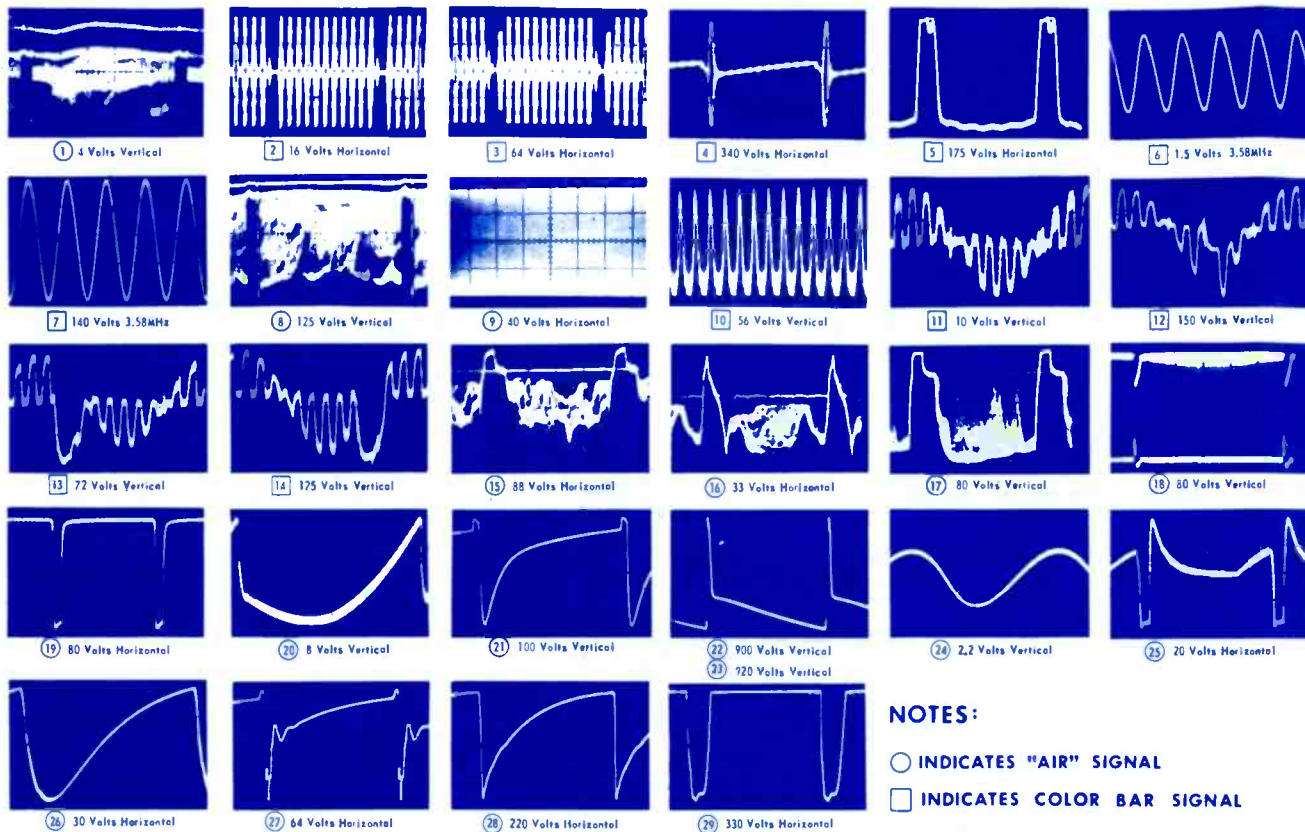 1 4 Volts Vertical
2 16 Volts Horizontal
3 64 Volts Horizontal
4 340 Volts Horizontal
5 175 Volts Horizontal
6 1.5 Volts 3.58MHz
7 140 Volts 3.58MHz
8 125 Volts Vertical
9 40 Volts Horizontal
10 56 Volts Vertical
11 10 Volts Vertical
12 150 Volts Vertical
13 72 Volts Vertical
14 125 Volts Vertical
15 88 Volts Horizontal
16 33 Volts Horizontal
17 80 Volts Vertical
18 80 Volts Vertical
19 80 Volts Horizontal
20 8 Volts Vertical
21 100 Volts Vertical
22 900 Volts Vertical
23 920 Volts Vertical
24 2.2 Volts Vertical
25 20 Volts Horizontal
26 30 Volts Horizontal
27 64 Volts Horizontal
28 220 Volts Horizontal
29 330 Volts Horizontal
NOTES:
INDICATES "AIR" SIGNAL
INDICATES COLOR BAR SIGNAL